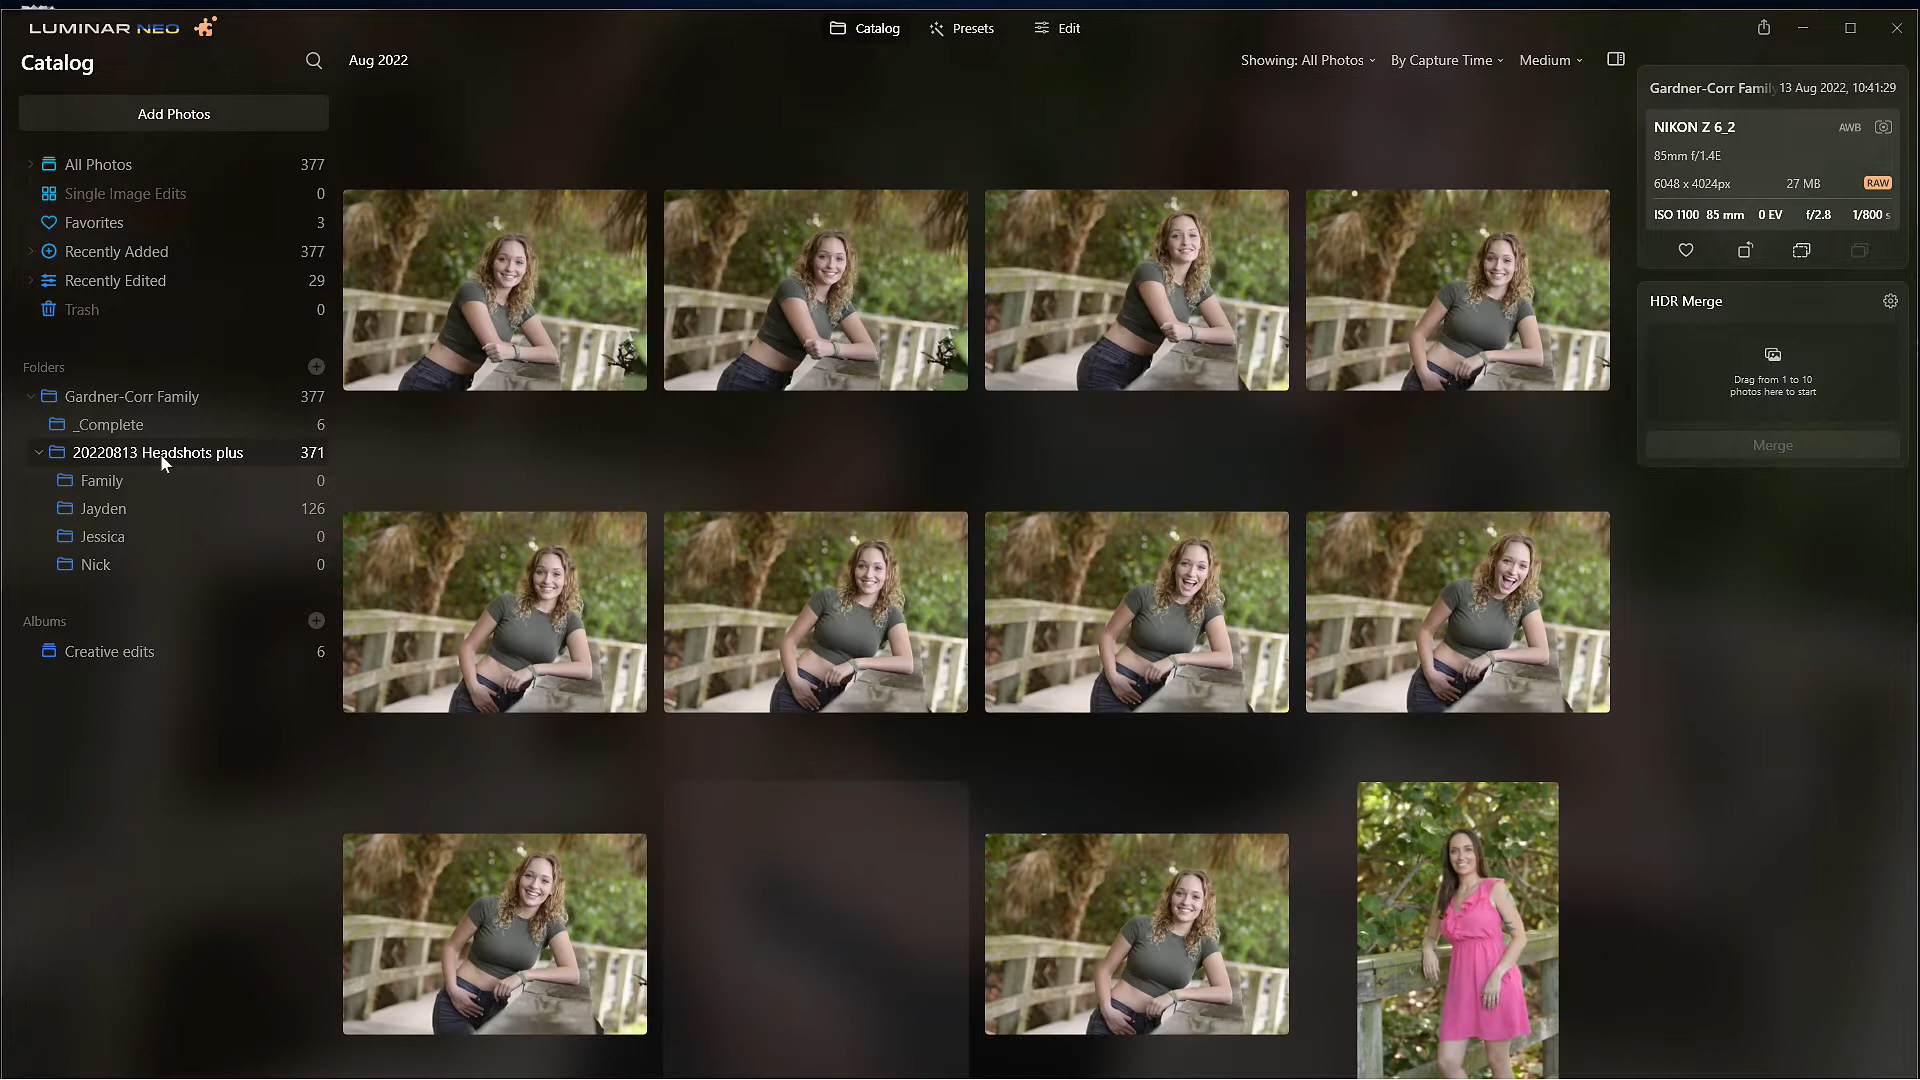 LUMINAR NEO
Catalog
Presets
Edit
Catalog
Aug 2022
Showing: All Photos
By Capture Time
Medium
Add Photos
All Photos 377
Single Image Edits 0
Favorites 3
Recently Added 377
Recently Edited 29
Trash 0
Folders
Gardner-Corr Family 377
_Complete 6
20220813 Headshots plus 371
Family 0
Jayden 126
Jessica 0
Nick 0
Albums
Creative edits 6
Gardner-Corr Famil 13 Aug 2022, 10:41:29
NIKON Z 6_2 AWB
85mm f/1.4E
6048 x 4024px 27 MB RAW
ISO 1100 85 mm 0 EV f/2.8 1/800 s
HDR Merge
Drag from 1 to 10
photos here to start
Merge